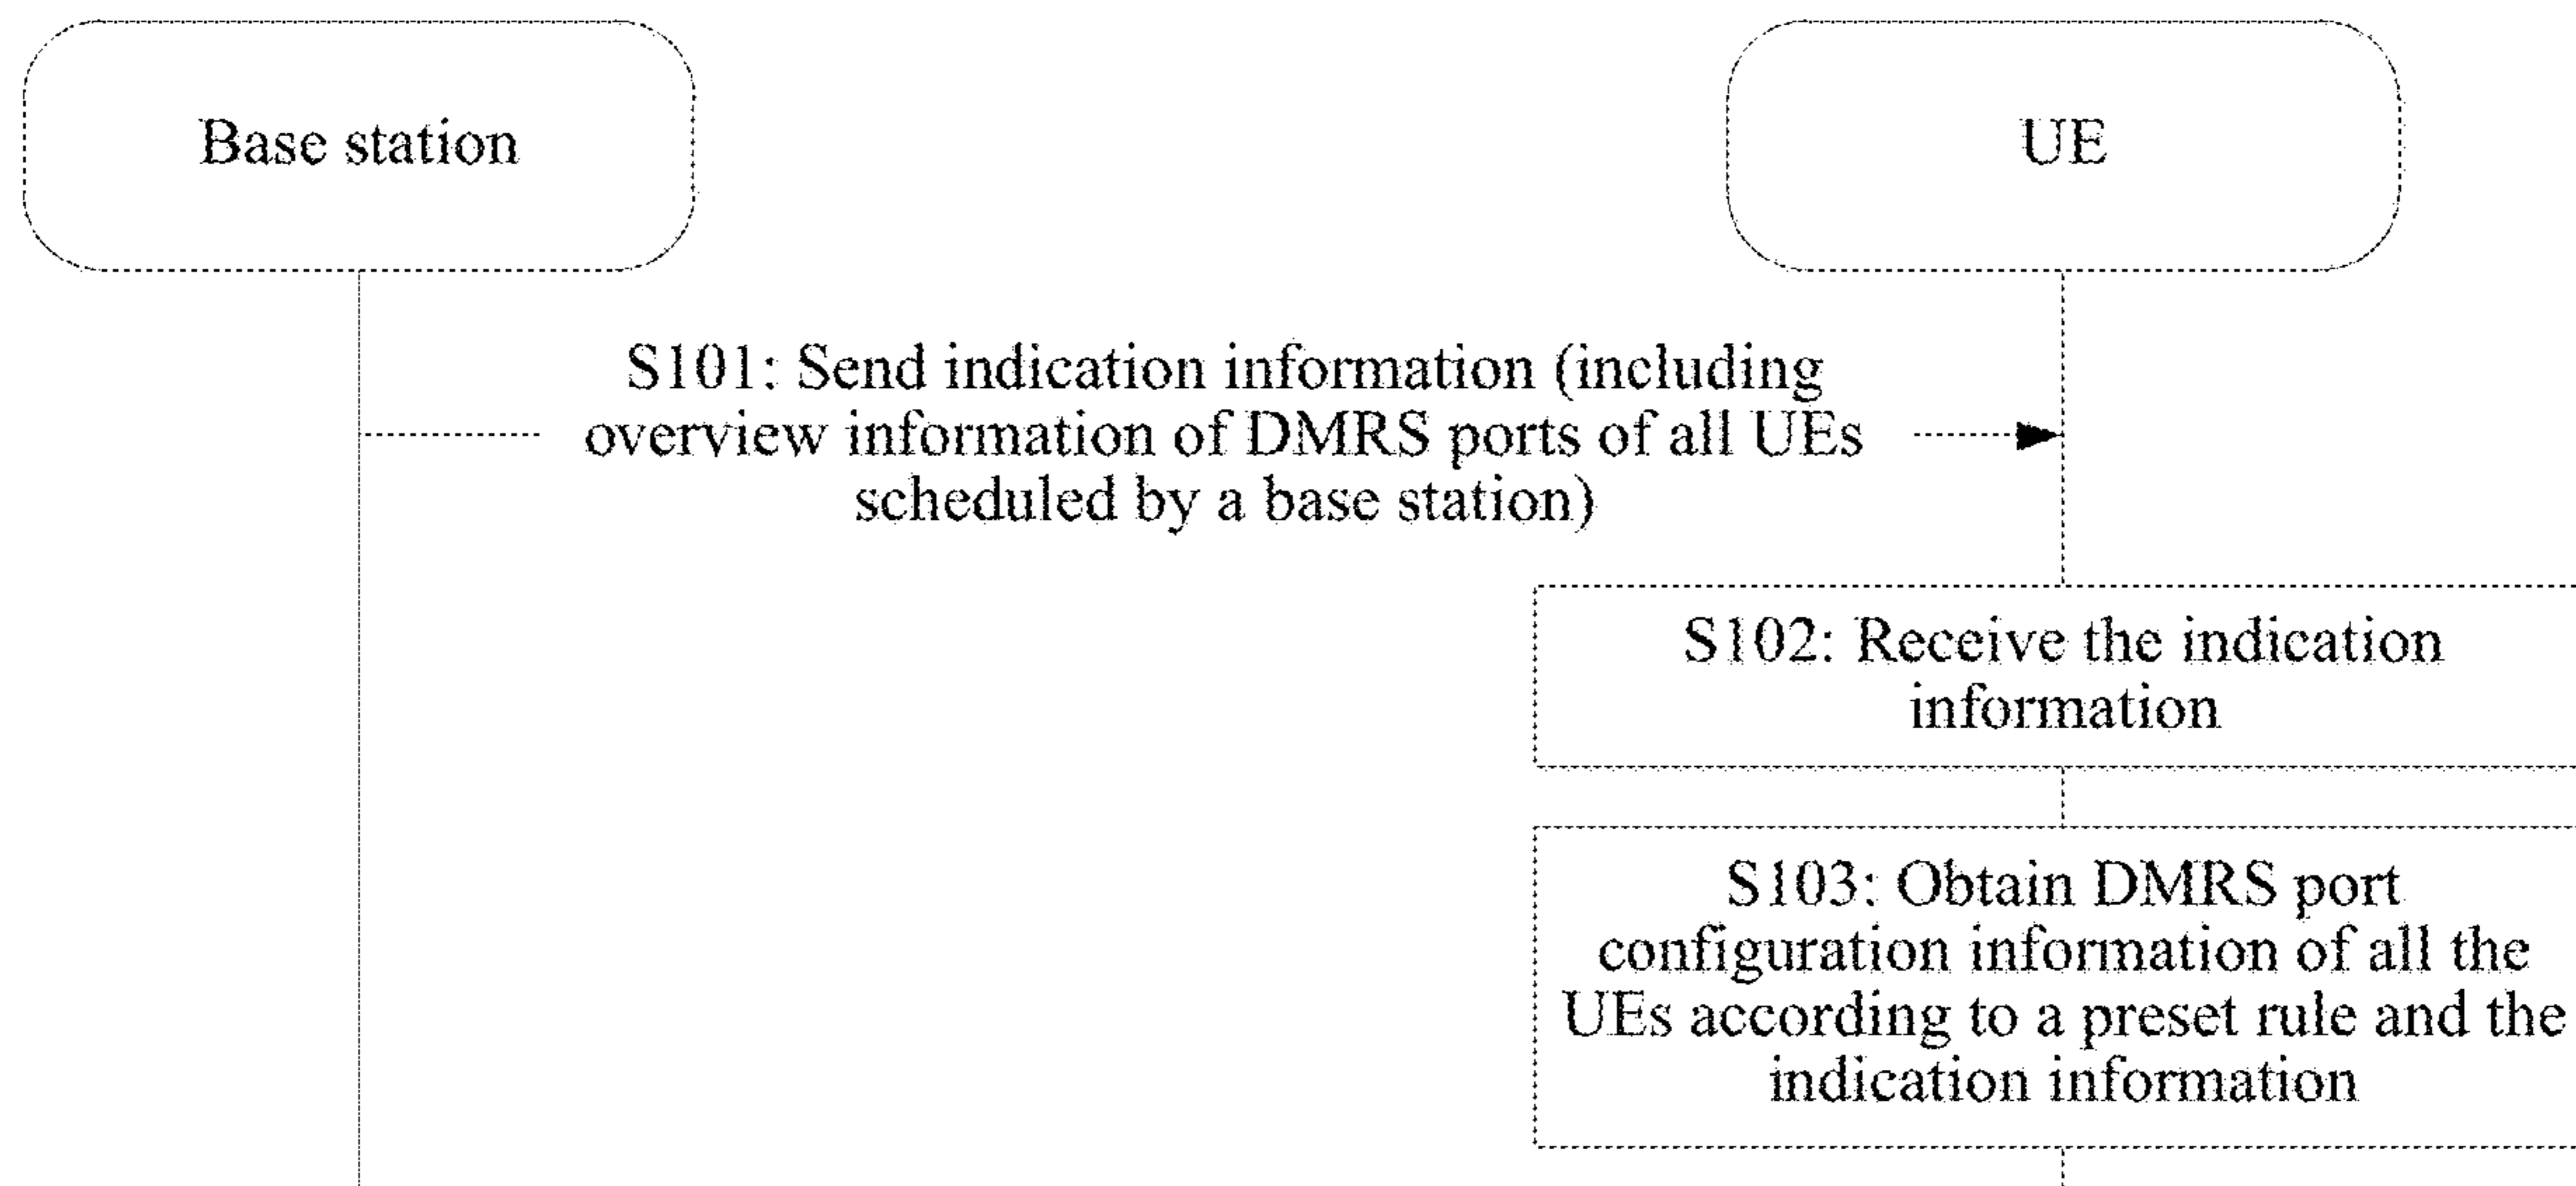 Base station
UE
S101: Send indication information (including
overview information of DMRS ports of all UEs
scheduled by a base station)
S102: Receive the indication
information
S103: Obtain DMRS port
configuration information of all the
UEs according to a preset rule and the
indication information